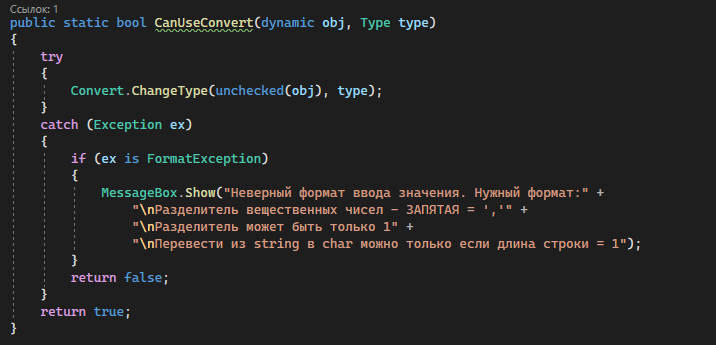 Ссылок: 1
public static bool CanUseConvert(dynamic obj, Type type)
{
try
{
Convert.ChangeType(unchecked(obj), type);
}
catch (Exception ex)
{
if (ex is FormatException)
{
MessageBox.Show("Неверный формат ввода значения. Нужный формат:" +
"\nРазделитель вещественных чисел - ЗАПЯТАЯ = ','" +
"\nРазделитель может быть только 1" +
"\nПеревести из string в char можно только если длина строки = 1");
}
return false;
}
return true;
}